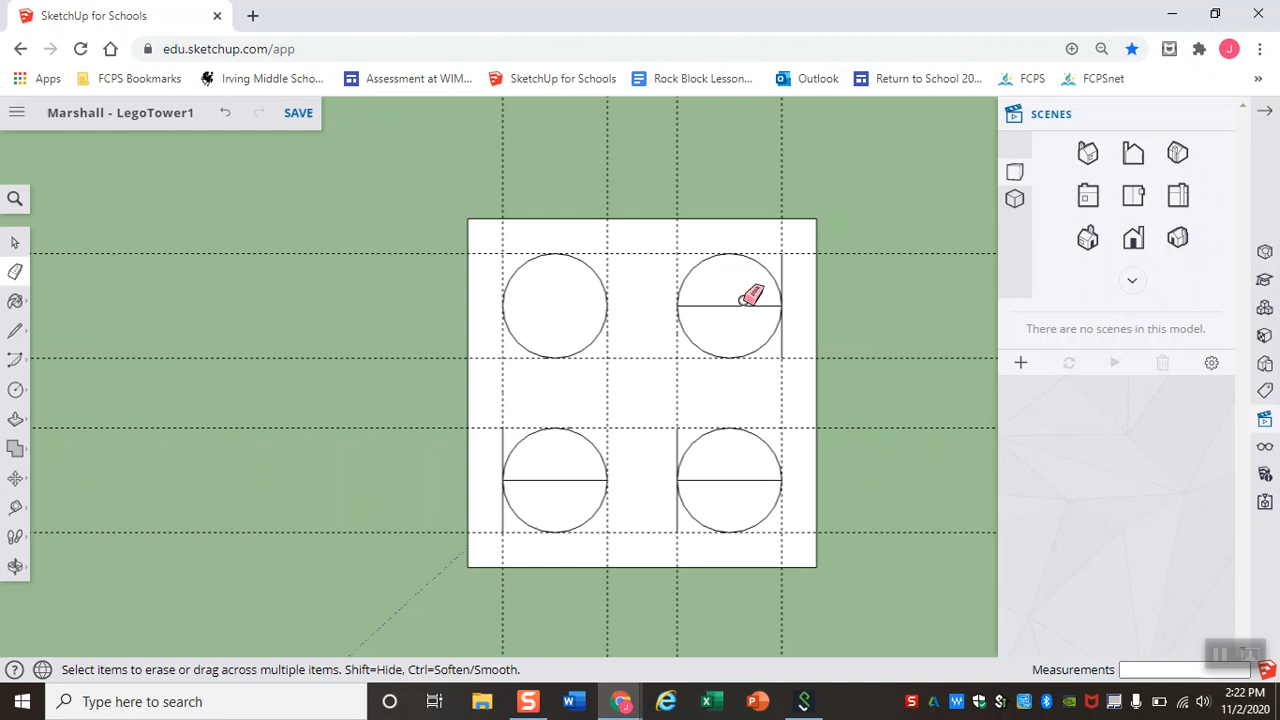 SketchUp for Schools
edu.sketchup.com/app
J
Apps
FCPS Bookmarks
Irving Middle Scho...
Assessment at WIM...
SketchUp for Schools
Rock Block Lesson...
Outlook
Return to School 20...
FCPS
FCPSnet
»
Marshall - LegoTower1
SAVE
SCENES
There are no scenes in this model.
Select items to erase or drag across multiple items. Shift=Hide, Ctrl=Soften/Smooth.
Measurements
Type here to search
2:22 PM
11/2/2020